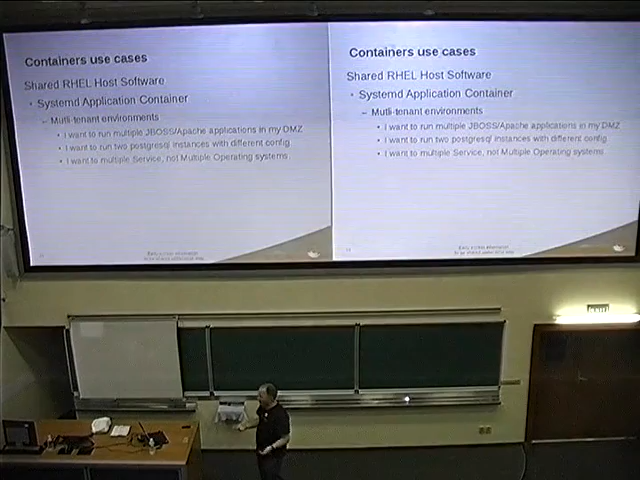 Containers use cases
Shared RHEL Host Software
Systemd Application Container
– Mutli-tenant environments
• I want to run multiple JBOSS/Apache applications in my DMZ
• I want to run two postgresql instances with different config.
• I want to multiple Service, not Multiple Operating systems.
Containers use cases
Shared RHEL Host Software
• Systemd Application Container
– Mutli-tenant environments
• I want to run multiple JBOSS/Apache applications in my DMZ
• I want to run two postgresql instances with different config.
• I want to multiple Service, not Multiple Operating systems.